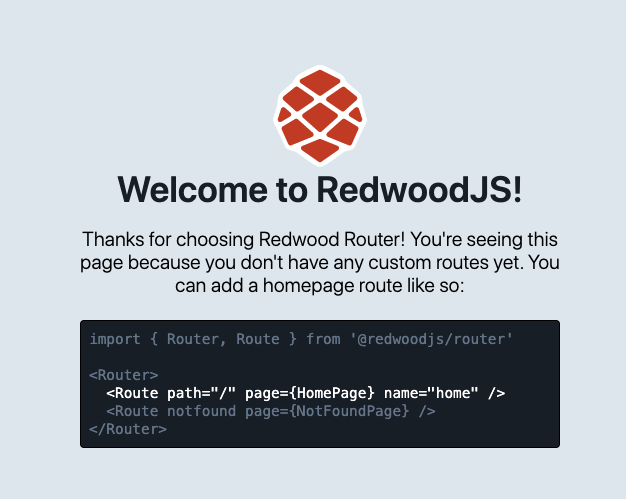 Welcome to RedwoodJS!
Thanks for choosing Redwood Router! You're seeing this
page because you don't have any custom routes yet. You
can add a homepage route like so:
import { Router, Route } from '@redwoodjs/router'
<Router>
  <Route path="/" page={HomePage} name="home" />
  <Route notfound page={NotFoundPage} />
</Router>